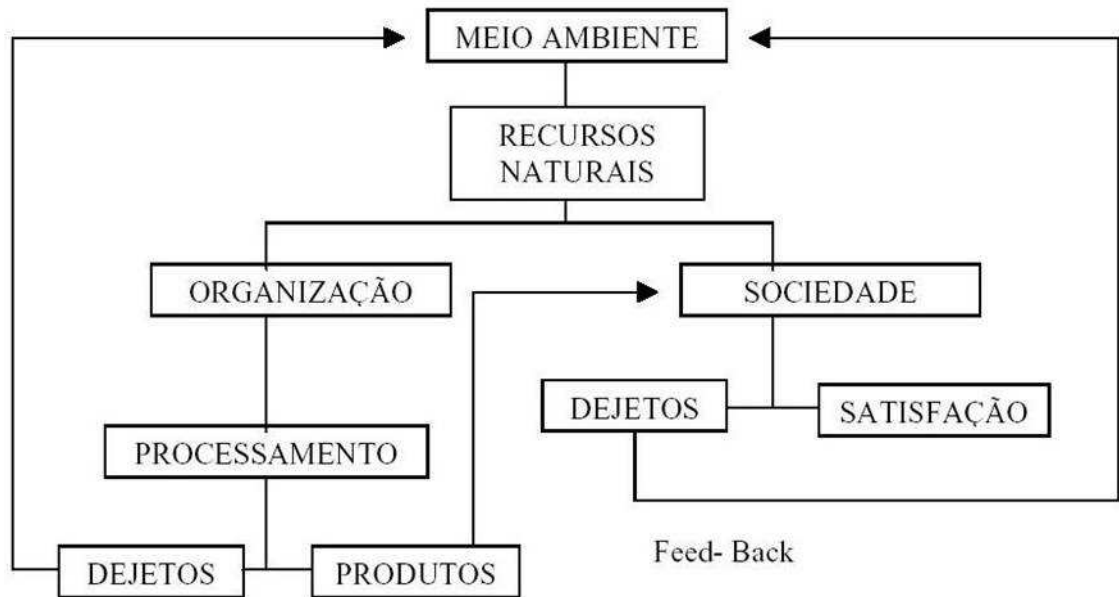 MEIO AMBIENTE
RECURSOS
NATURAIS
ORGANIZAÇÃO
SOCIEDADE
DEJETOS
SATISFAÇÃO
PROCESSAMENTO
Feed- Back
DEJETOS
PRODUTOS